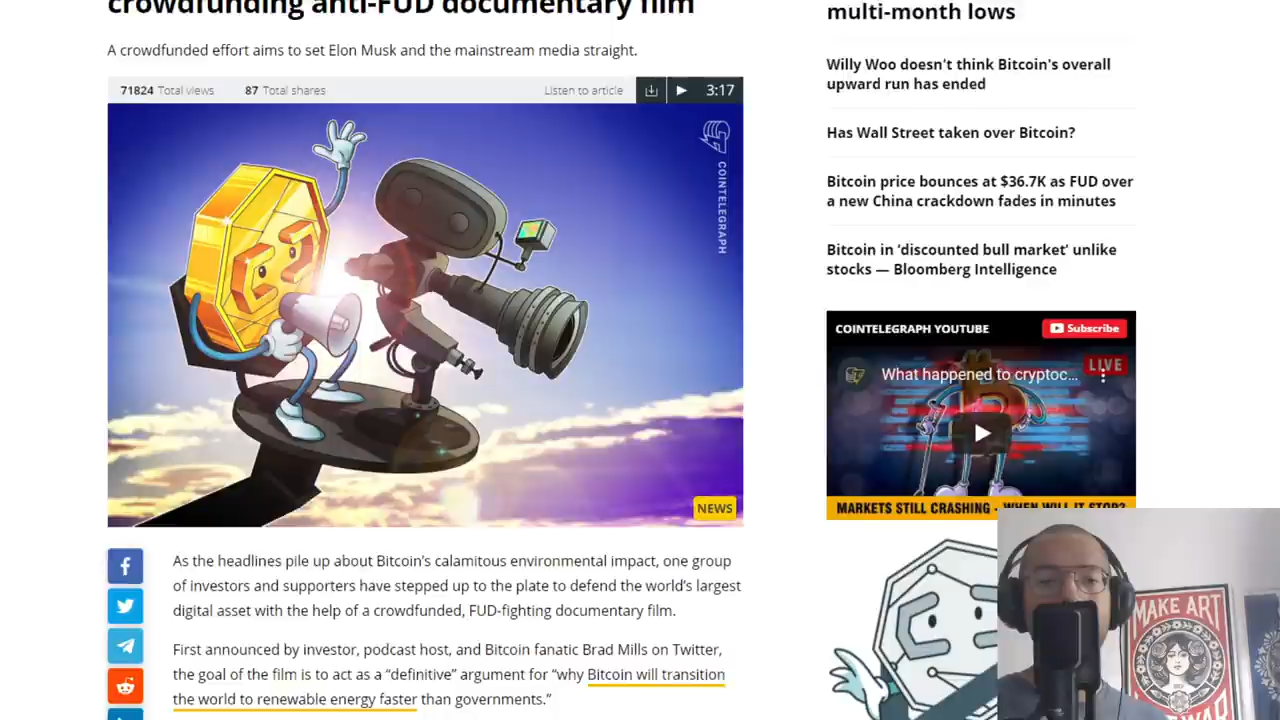 crowdfunding anti-FUD documentary film
A crowdfunded effort aims to set Elon Musk and the mainstream media straight.
71824 Total views 87 Total shares Listen to article 3:17
COINTELEGRAPH
NEWS
As the headlines pile up about Bitcoin's calamitous environmental impact, one group
of investors and supporters have stepped up to the plate to defend the world's largest
digital asset with the help of a crowdfunded, FUD-fighting documentary film.
First announced by investor, podcast host, and Bitcoin fanatic Brad Mills on Twitter,
the goal of the film is to act as a “definitive” argument for “why Bitcoin will transition
the world to renewable energy faster than governments.”
multi-month lows
Willy Woo doesn't think Bitcoin's overall
upward run has ended
Has Wall Street taken over Bitcoin?
Bitcoin price bounces at $36.7K as FUD over
a new China crackdown fades in minutes
Bitcoin in ‘discounted bull market’ unlike
stocks — Bloomberg Intelligence
COINTELEGRAPH YOUTUBE Subscribe
What happened to cryptoc...
LIVE
MARKETS STILL CRASHING - WHEN WILL IT STOP?
MAKE ART